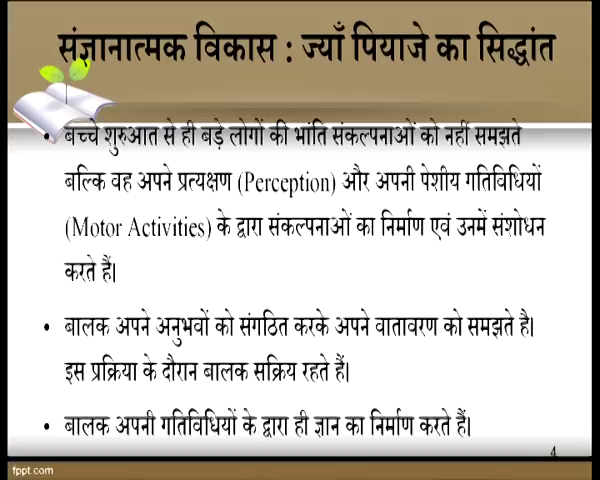 संज्ञानात्मक विकास : ज्याँ पियाजे का सिद्धांत
• बच्चे शुरुआत से ही बड़े लोगों की भांति संकल्पनाओं को नहीं समझते
बल्कि वह अपने प्रत्यक्षण (Perception) और अपनी पेशीय गतिविधियों
(Motor Activities) के द्वारा संकल्पनाओं का निर्माण एवं उनमें संशोधन
करते हैं।
• बालक अपने अनुभवों को संगठित करके अपने वातावरण को समझते है।
इस प्रक्रिया के दौरान बालक सक्रिय रहते हैं।
• बालक अपनी गतिविधियों के द्वारा ही ज्ञान का निर्माण करते हैं।
4
fppt.com